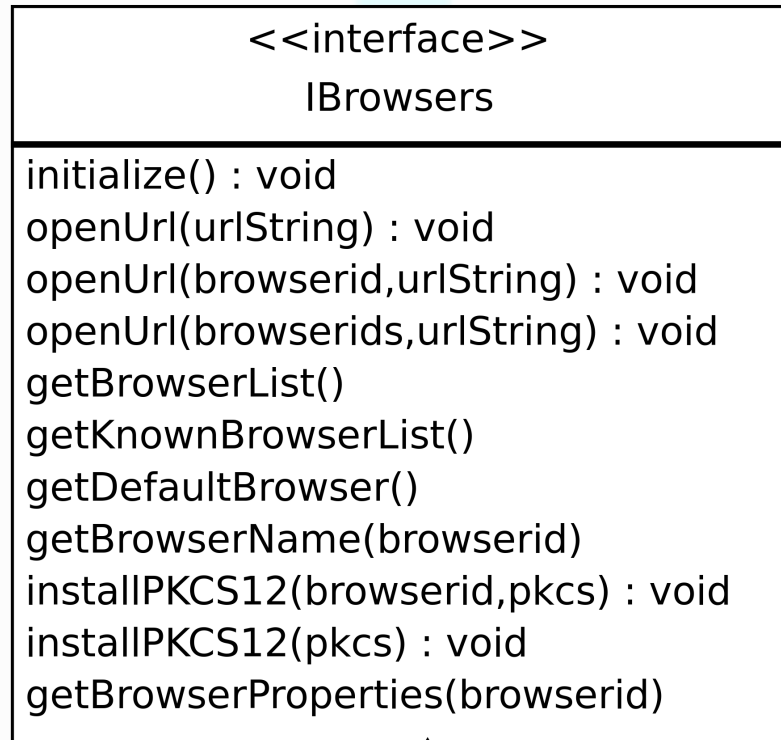 <<interface>>
IBrowsers
initialize() : void
openUrl(urlString) : void
openUrl(browserid,urlString) : void
openUrl(browserids,urlString) : void
getBrowserList()
getKnownBrowserList()
getDefaultBrowser()
getBrowserName(browserid)
installPKCS12(browserid,pkcs) : void
installPKCS12(pkcs) : void
getBrowserProperties(browserid)